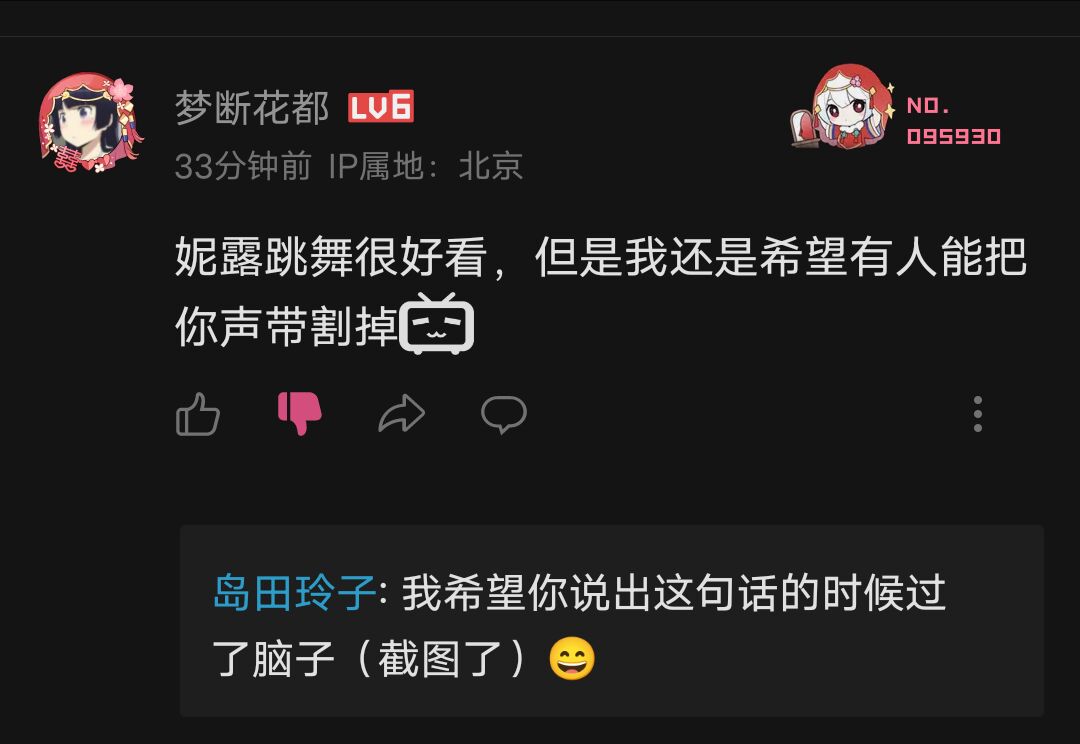 梦断花都 LV6
NO.
095930
33分钟前 IP属地：北京
妮露跳舞很好看，但是我还是希望有人能把
你声带割掉
岛田玲子: 我希望你说出这句话的时候过
了脑子（截图了）😄
囍